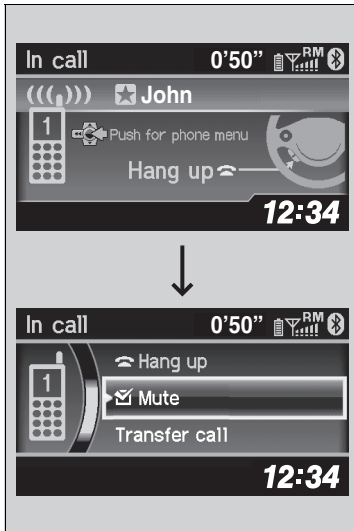 In call 0'50” RM
John
1 Push for phone menu
Hang up
12:34
In call 0'50” RM
1
Hang up
Mute
Transfer call
12:34